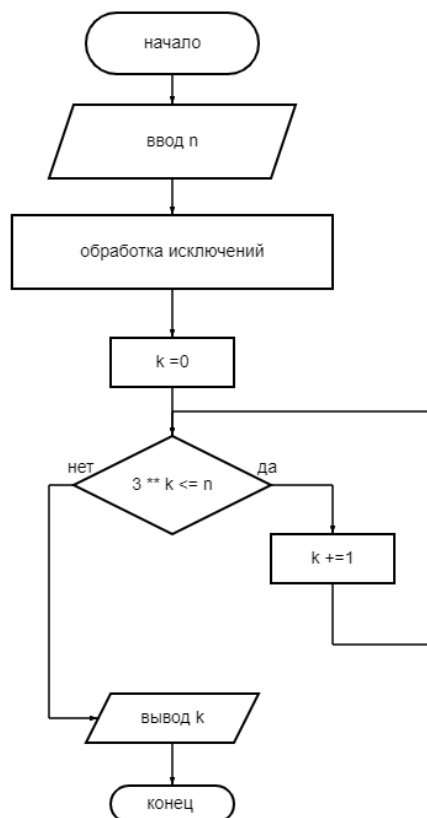 начало
ввод n
обработка исключений
k =0
нет
да
3 ** k <= n
k +=1
вывод k
конец